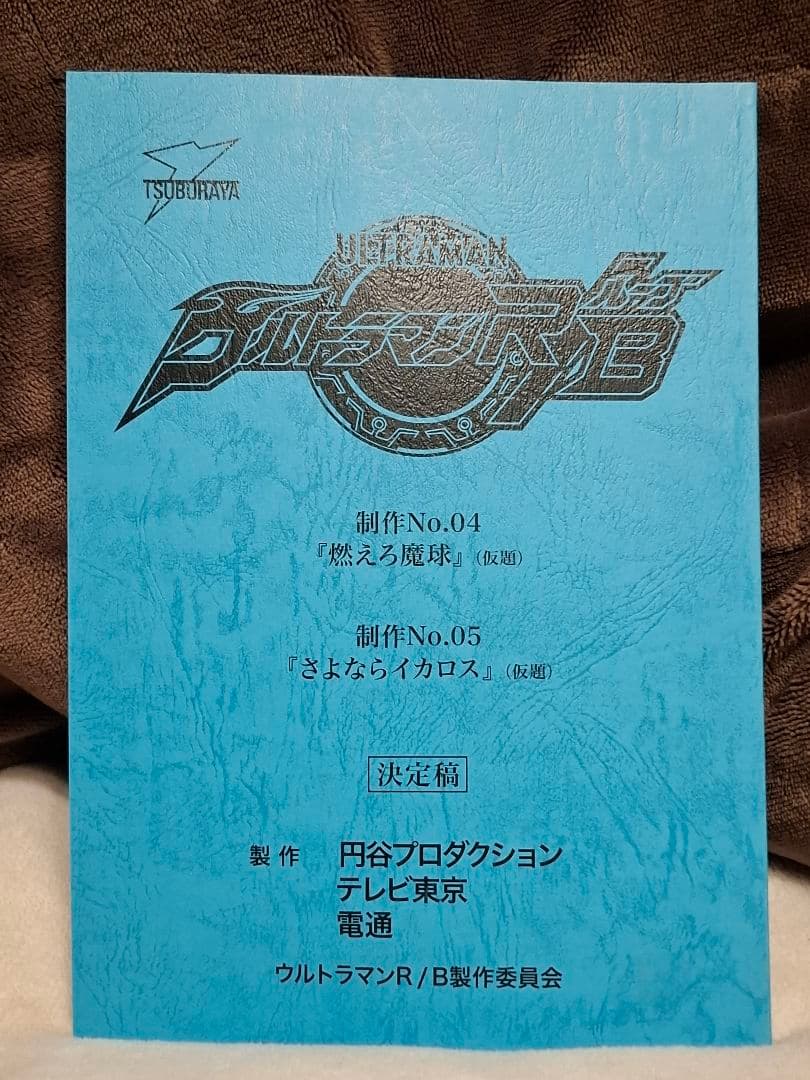 TSUBURAYA
ULTRAMAN
ウルトラマンR/B
ルーブ
制作No.04
『燃えろ魔球』(仮題)
制作No.05
『さよならイカロス』(仮題)
決定稿
製作 円谷プロダクション
テレビ東京
電通
ウルトラマンR/B製作委員会